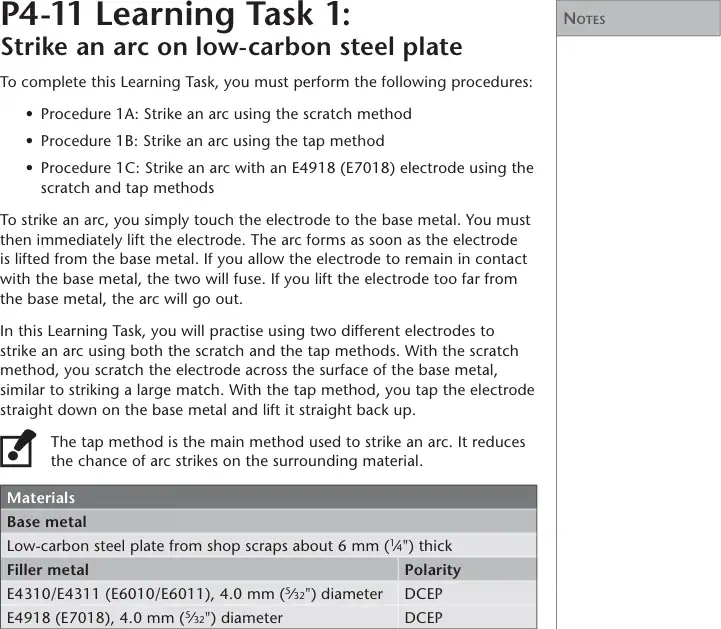 P4-11 Learning Task 1:
Strike an arc on low-carbon steel plate
NOTES
To complete this Learning Task, you must perform the following procedures:
• Procedure 1A: Strike an arc using the scratch method
• Procedure 1B: Strike an arc using the tap method
• Procedure 1C: Strike an arc with an E4918 (E7018) electrode using the
scratch and tap methods
To strike an arc, you simply touch the electrode to the base metal. You must
then immediately lift the electrode. The arc forms as soon as the electrode
is lifted from the base metal. If you allow the electrode to remain in contact
with the base metal, the two will fuse. If you lift the electrode too far from
the base metal, the arc will go out.
In this Learning Task, you will practise using two different electrodes to
strike an arc using both the scratch and the tap methods. With the scratch
method, you scratch the electrode across the surface of the base metal,
similar to striking a large match. With the tap method, you tap the electrode
straight down on the base metal and lift it straight back up.
The tap method is the main method used to strike an arc. It reduces
the chance of arc strikes on the surrounding material.
Materials
Base metal
Low-carbon steel plate from shop scraps about 6 mm (¼") thick
Filler metal Polarity
E4310/E4311 (E6010/E6011), 4.0 mm (5⁄32") diameter DCEP
E4918 (E7018), 4.0 mm (5⁄32") diameter DCEP